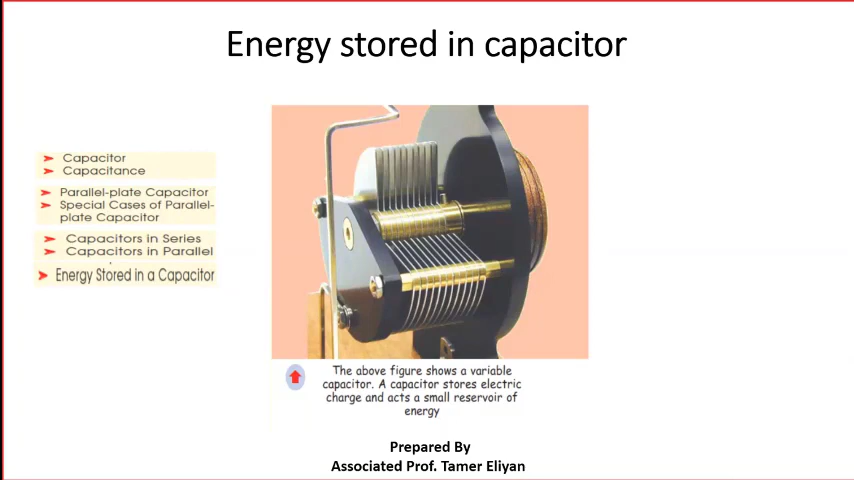 Energy stored in capacitor
Capacitor
Capacitance
Parallel-plate Capacitor
Special Cases of Parallel-
plate Capacitor
Capacitors in Series
Capacitors in Parallel
Energy Stored in a Capacitor
The above figure shows a variable
capacitor. A capacitor stores electric
charge and acts a small reservoir of
energy
Prepared By
Associated Prof. Tamer Eliyan